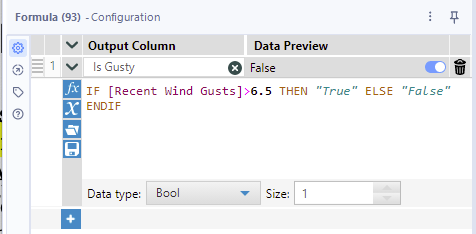 Formula (93) - Configuration
Output Column Data Preview
1 Is Gusty False
IF [Recent Wind Gusts]>6.5 THEN "True" ELSE "False"
ENDIF
Data type: Bool Size: 1